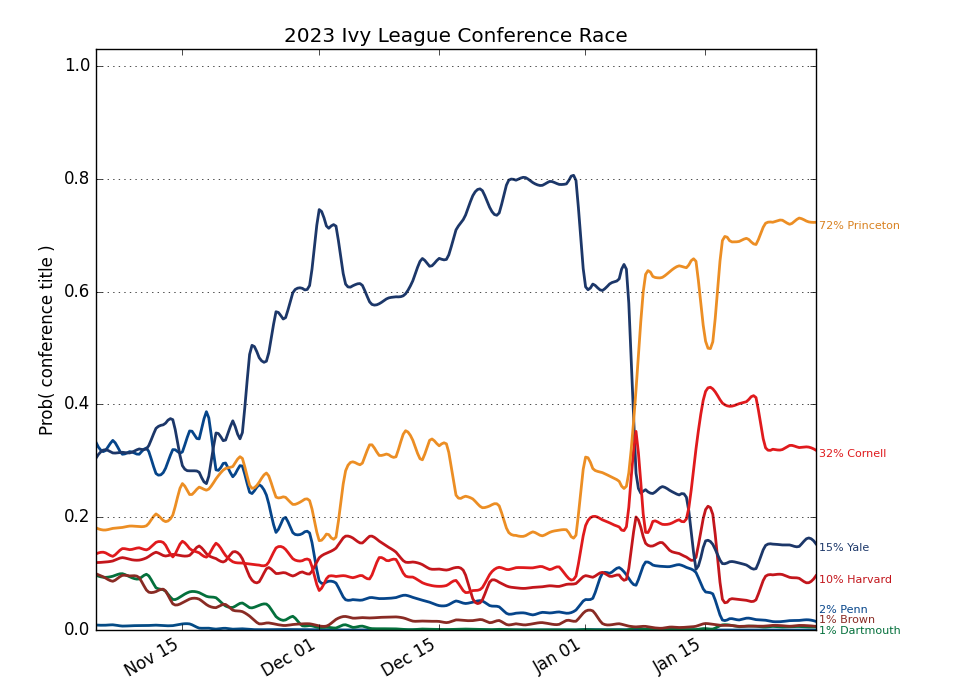 2023 Ivy League Conference Race
Prob( conference title )
1.0
0.8
0.6
0.4
0.2
0.0
Nov 15
Dec 01
Dec 15
Jan 01
Jan 15
72% Princeton
32% Cornell
15% Yale
10% Harvard
2% Penn
1% Brown
1% Dartmouth